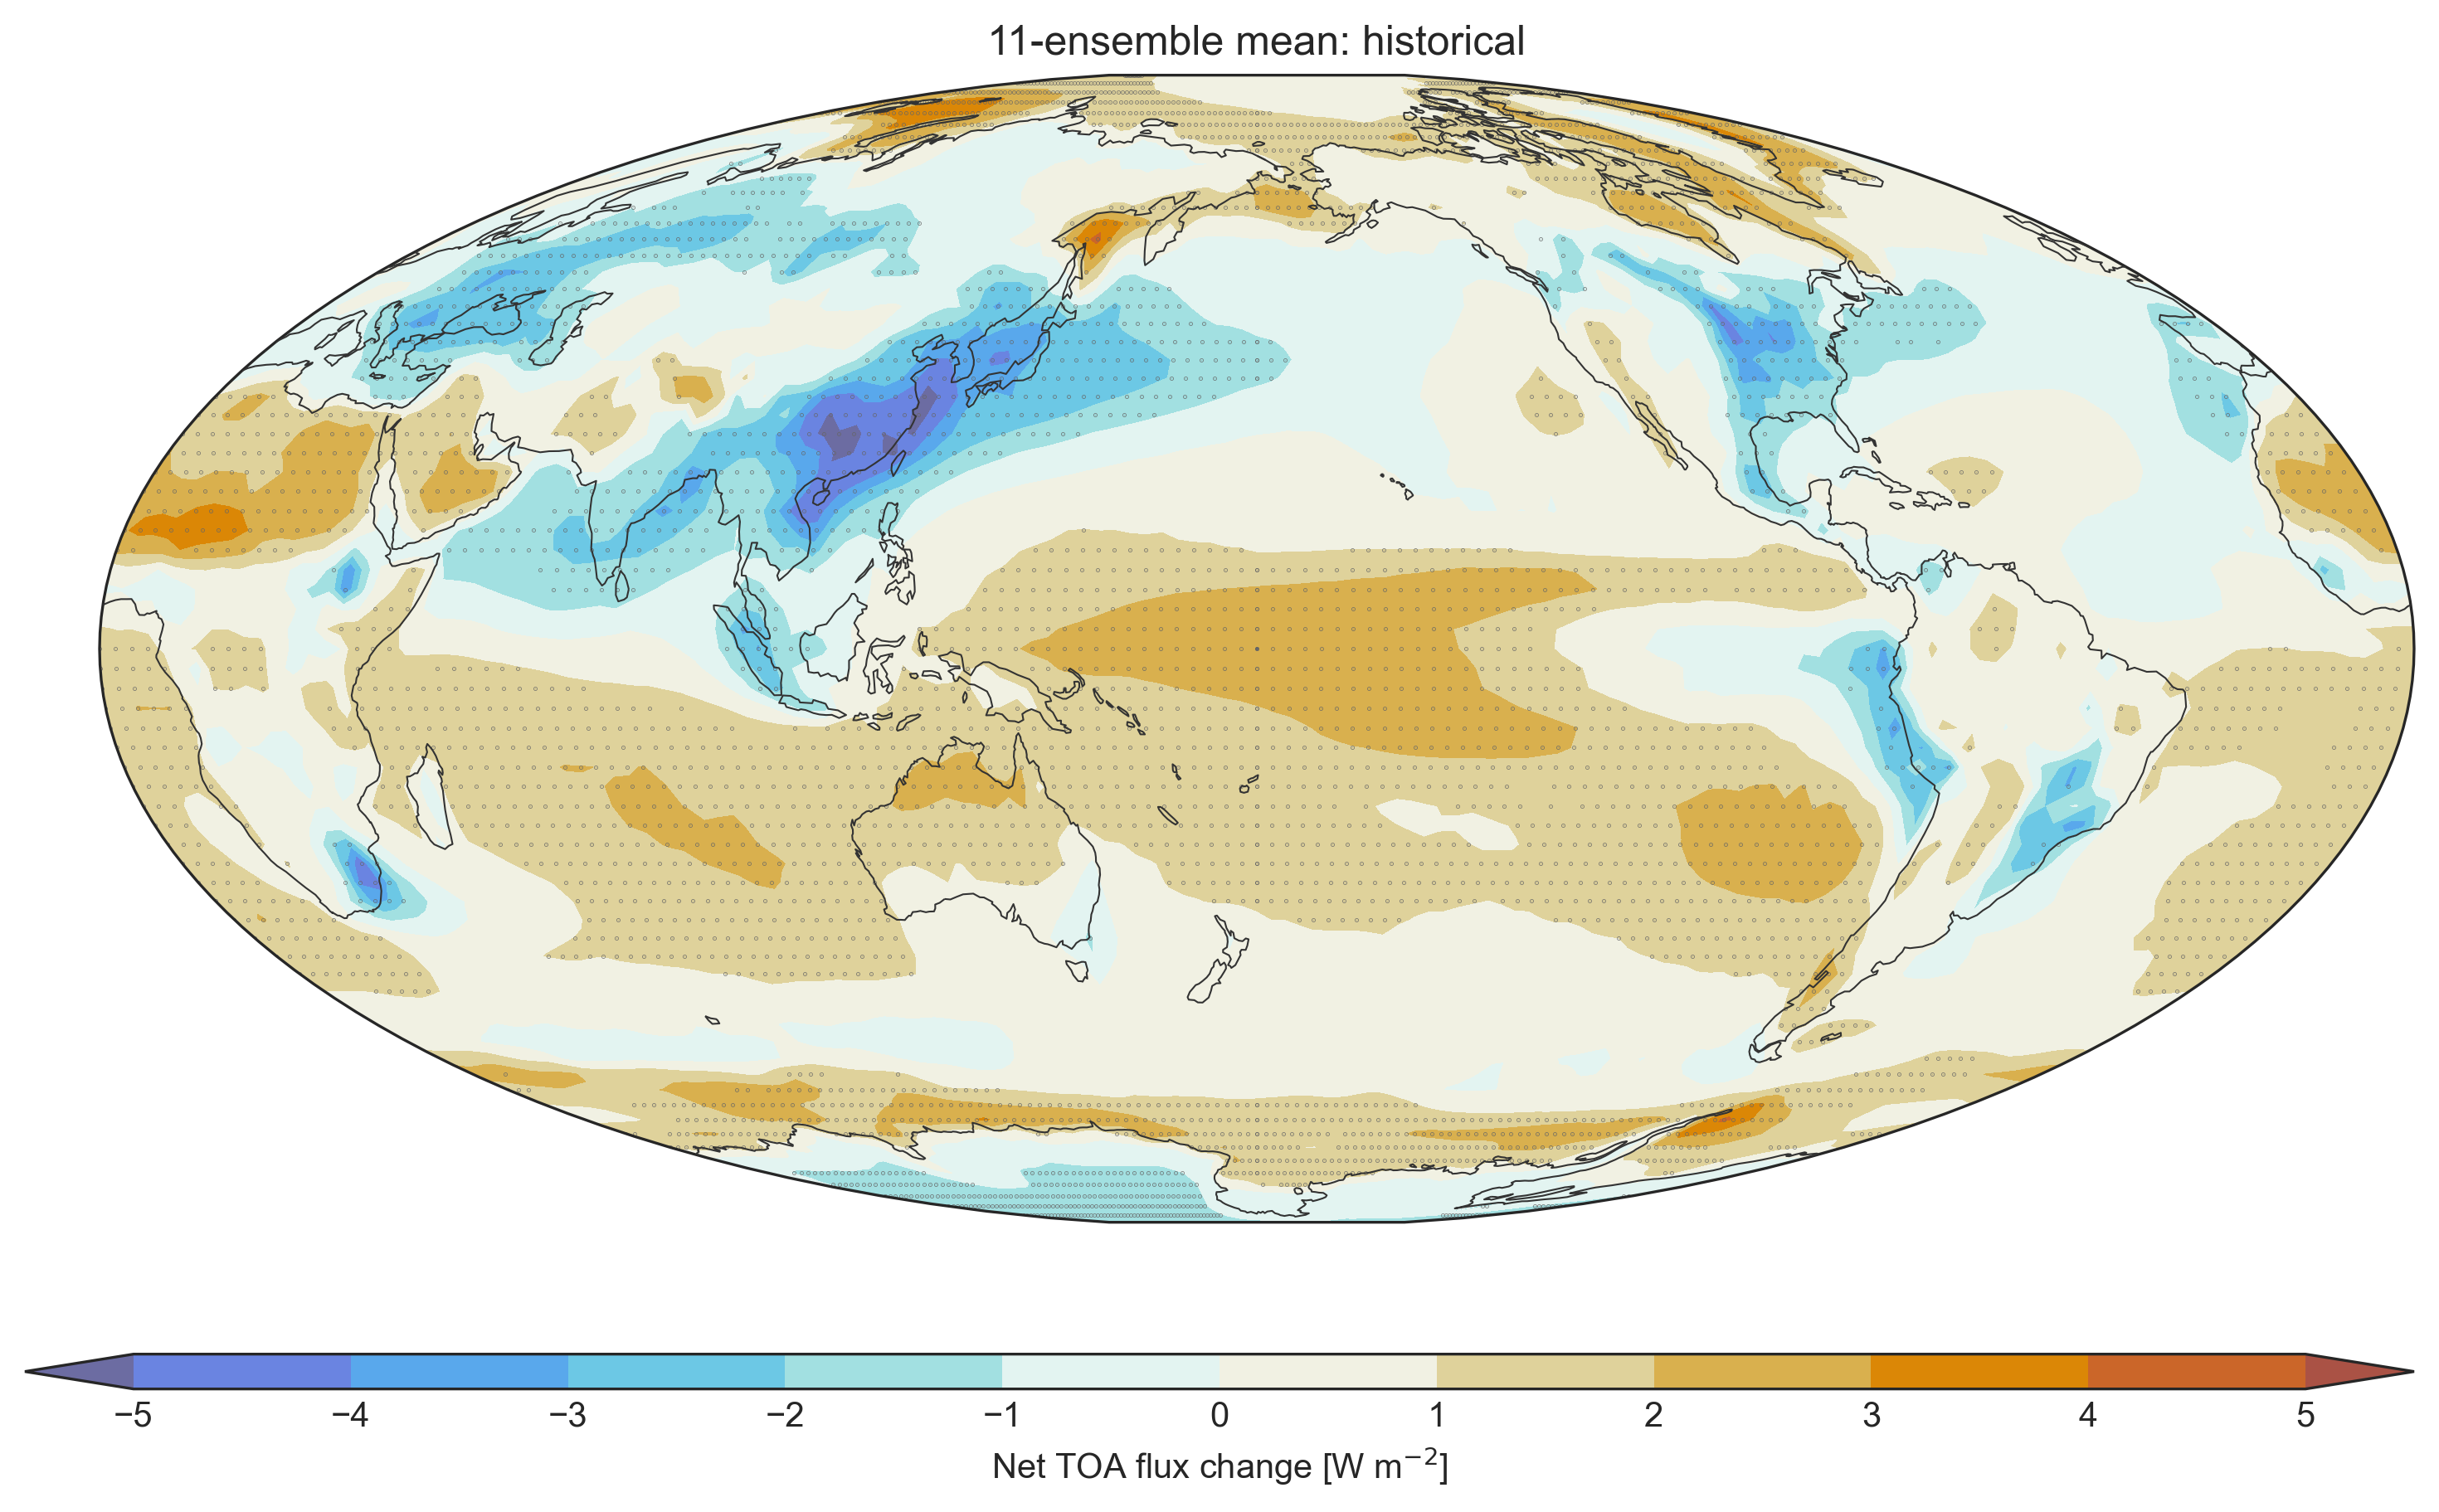 11-ensemble mean: historical
−5 −4 −3 −2 −1 0 1 2 3 4 5
Net TOA flux change [W m⁻²]